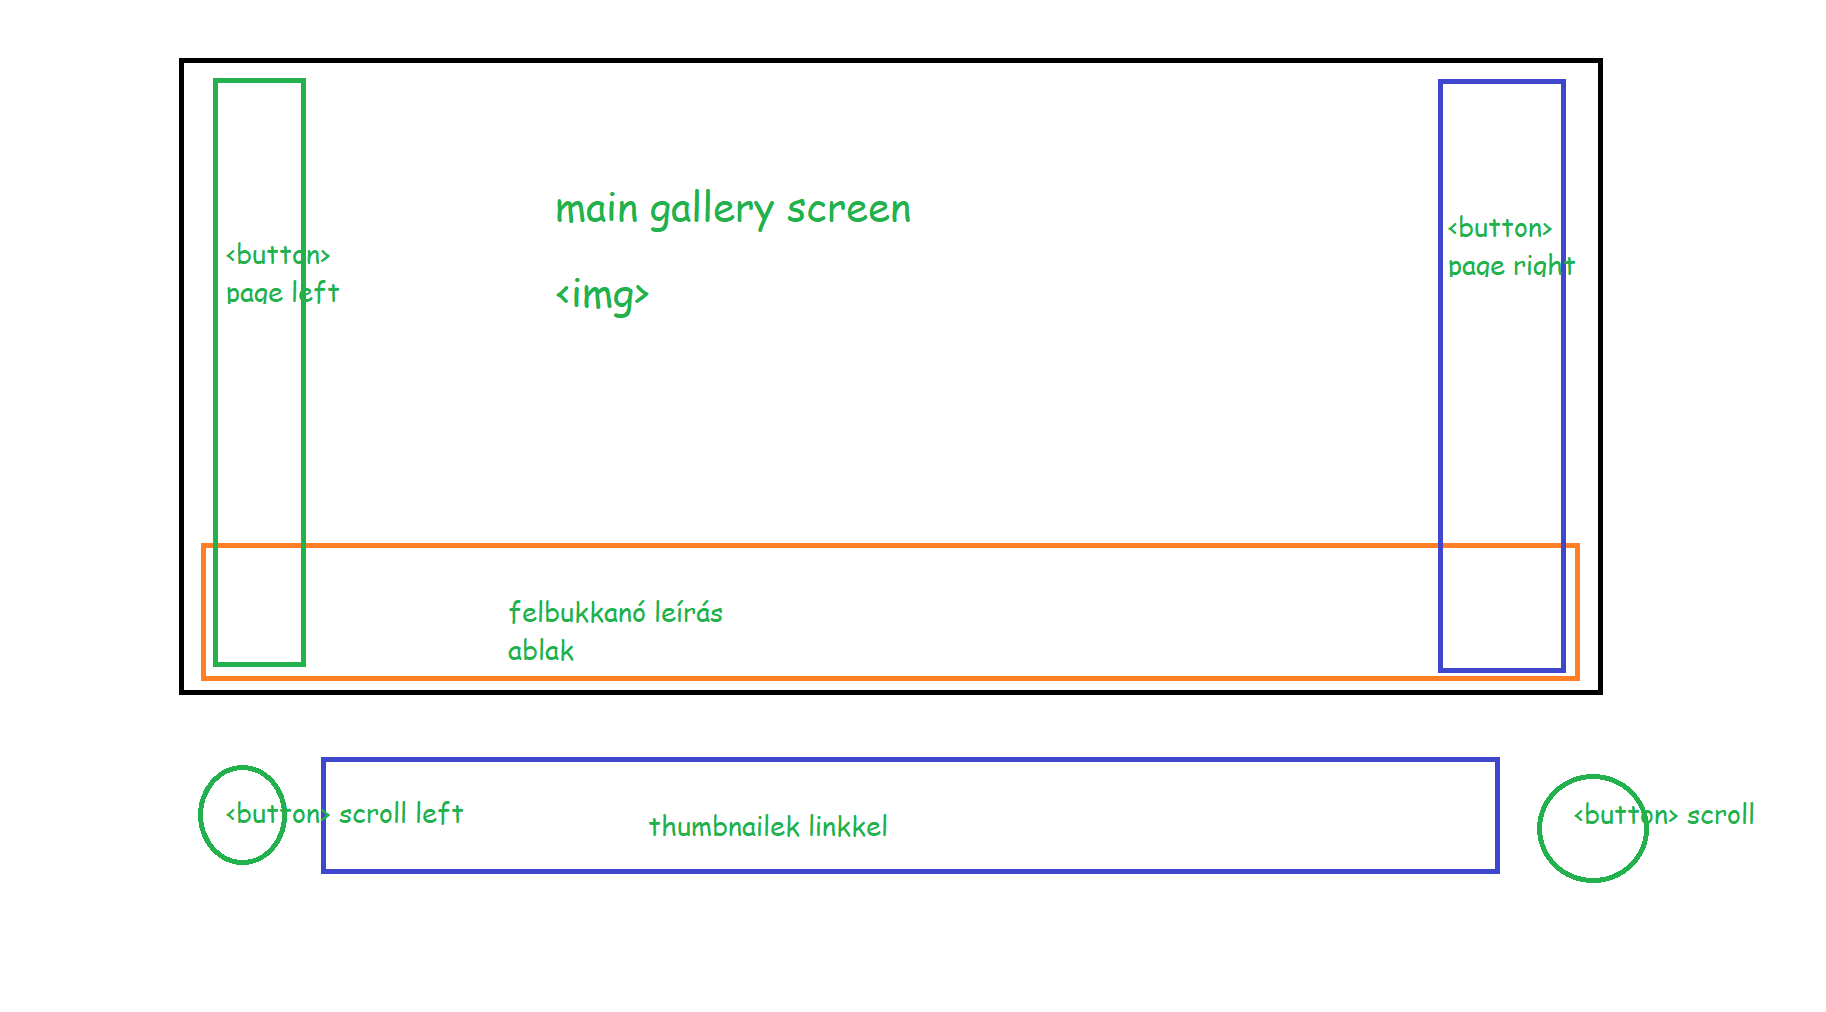 main gallery screen
<img>
<button>
page left
<button>
page right
felbukkanó leírás
ablak
<button> scroll left
thumbnailek linkkel
<button> scroll